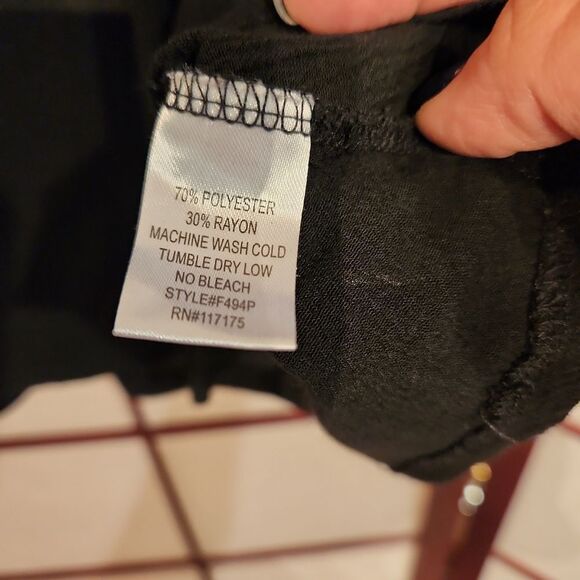 70% POLYESTER
30% RAYON
MACHINE WASH COLD
TUMBLE DRY LOW
NO BLEACH
STYLE#F494P
RN#117175